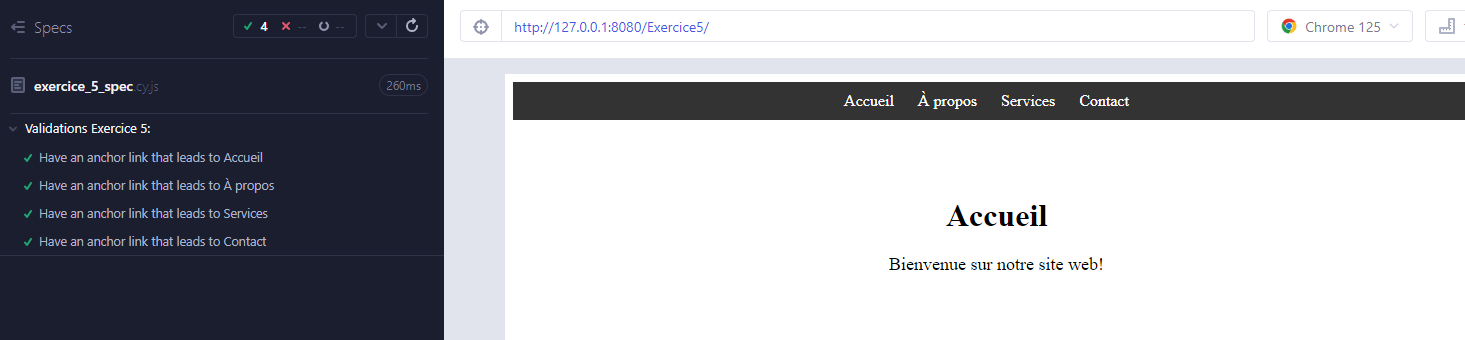 Specs
4 -- --
exercice_5_spec.cy.js
260ms
Validations Exercice 5:
Have an anchor link that leads to Accueil
Have an anchor link that leads to À propos
Have an anchor link that leads to Services
Have an anchor link that leads to Contact
http://127.0.0.1:8080/Exercice5/
Chrome 125
Accueil À propos Services Contact
Accueil
Bienvenue sur notre site web!